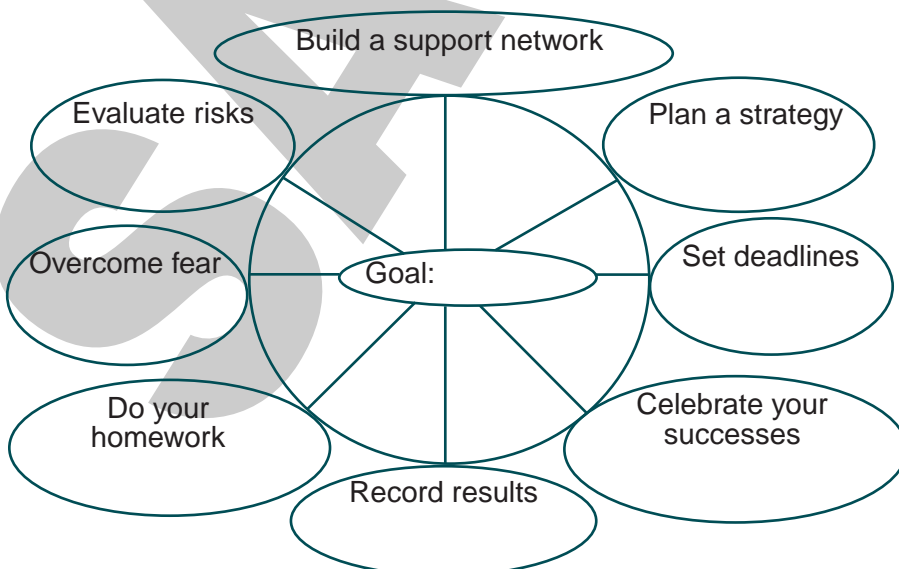 Build a support network
Evaluate risks
Plan a strategy
Overcome fear
Goal:
Set deadlines
Do your
homework
Celebrate your
successes
Record results